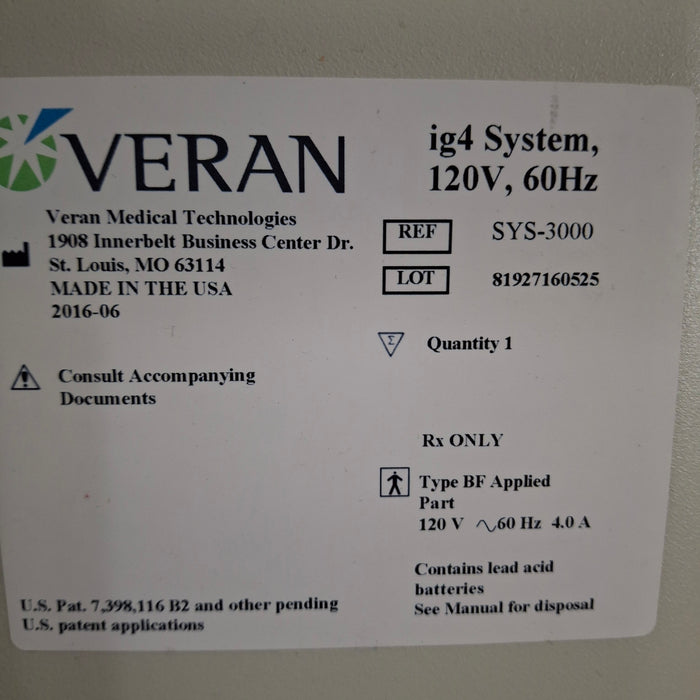 VERAN
ig4 System,
120V, 60Hz
Veran Medical Technologies
1908 Innerbelt Business Center Dr.
St. Louis, MO 63114
MADE IN THE USA
2016-06
REF SYS-3000
LOT 81927160525
Σ Quantity 1
Consult Accompanying
Documents
Rx ONLY
Type BF Applied
Part
120 V ∿60 Hz 4.0 A
Contains lead acid
batteries
See Manual for disposal
U.S. Pat. 7,398,116 B2 and other pending
U.S. patent applications